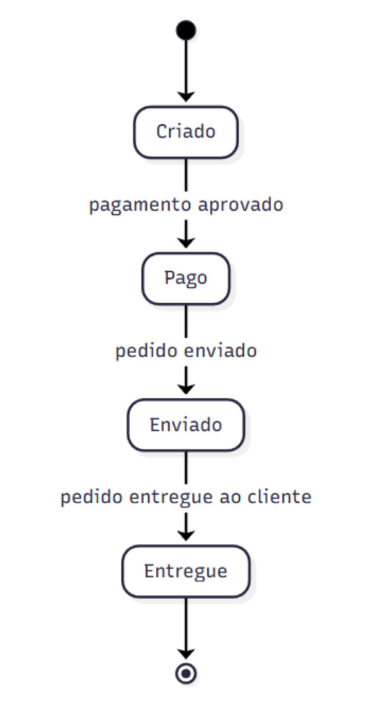 Criado
pagamento aprovado
Pago
pedido enviado
Enviado
pedido entregue ao cliente
Entregue